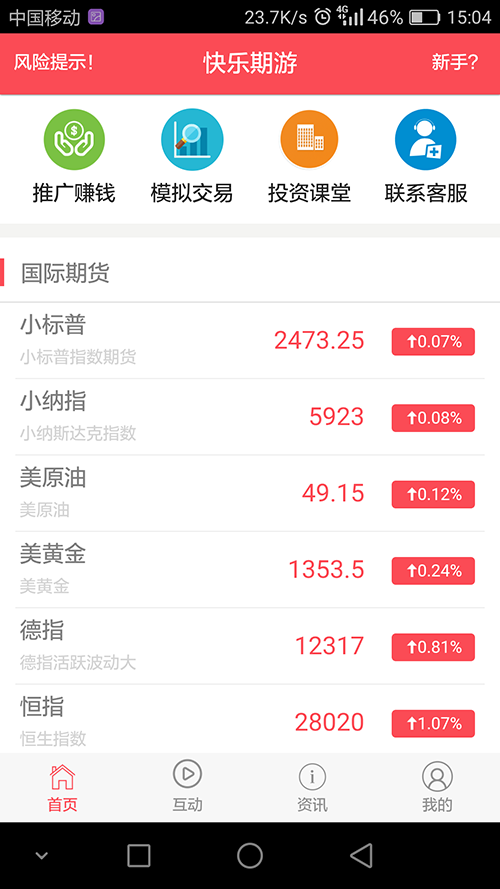 中国移动 23.7K/s 4G 46% 15:04
风险提示! 快乐期游 新手?
推广赚钱 模拟交易 投资课堂 联系客服
国际期货
小标普 2473.25 ⬆0.07%
小标普指数期货
小纳指 5923 ⬆0.08%
小纳斯达克指数
美原油 49.15 ⬆0.12%
美原油
美黄金 1353.5 ⬆0.24%
美黄金
德指 12317 ⬆0.81%
德指活跃波动大
恒指 28020 ⬆1.07%
恒生指数
首页 互动 资讯 我的